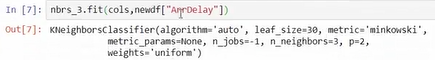 In [7]: nbrs_3.fit(cols,newdf["ArrDelay"])
Out[7]: KNeighborsClassifier(algorithm='auto', leaf_size=30, metric='minkowski',
metric_params=None, n_jobs=-1, n_neighbors=3, p=2,
weights='uniform')